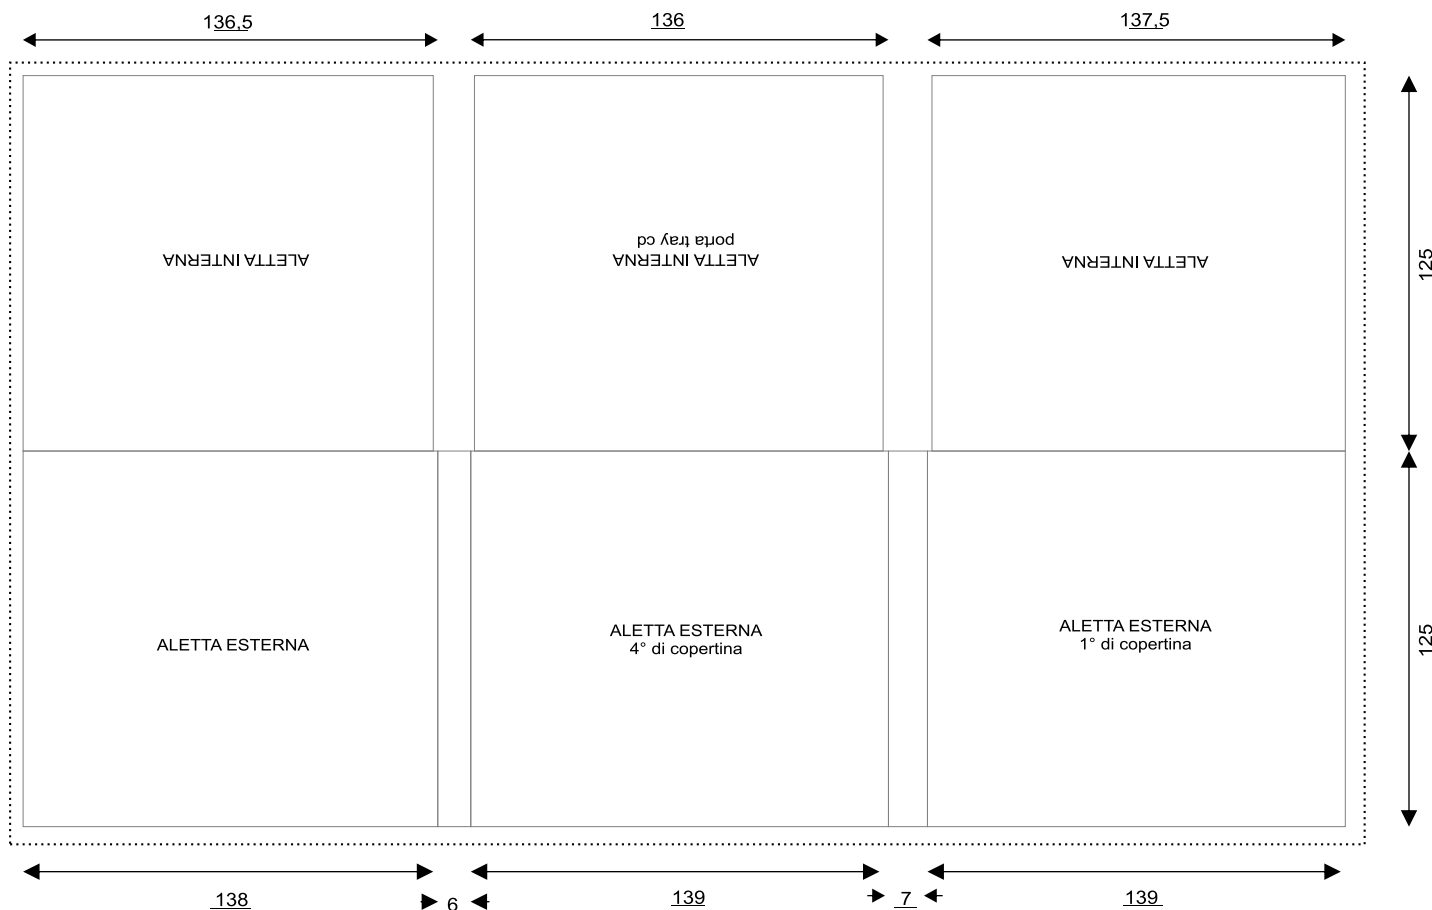 136,5
136
137,5
porta tray cd
ALETTA INTERNA
ALETTA INTERNA
ALETTA INTERNA
125
ALETTA ESTERNA
ALETTA ESTERNA
4° di copertina
ALETTA ESTERNA
1° di copertina
125
138
6
139
7
139